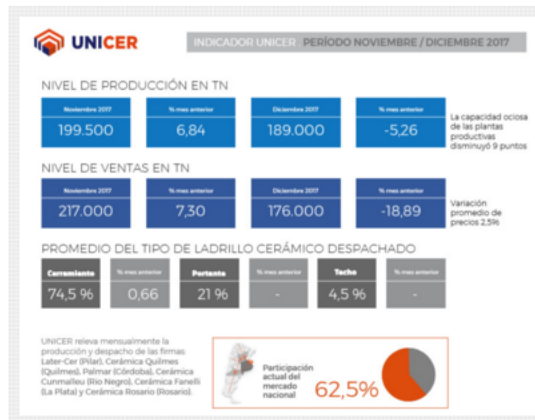 UNICER
INDICADOR UNICER PERÍODO NOVIEMBRE / DICIEMBRE 2017
NIVEL DE PRODUCCIÓN EN TN
Noviembre 2017 % mes anterior Diciembre 2017 % mes anterior
199.500 6,84 189.000 -5,26
La capacidad ociosa
de las plantas
productivas
disminuyó 9 puntos
NIVEL DE VENTAS EN TN
Noviembre 2017 % mes anterior Diciembre 2017 % mes anterior
217.000 7,30 176.000 -18,89
Variación
promedio de
precios 2,5%
PROMEDIO DEL TIPO DE LADRILLO CERÁMICO DESPACHADO
Cerramiento % mes anterior Portante % mes anterior Techo % mes anterior
74,5 % 0,66 21 % - 4,5 % -
UNICER releva mensualmente la
producción y despacho de las firmas
Later-Cer (Pilar), Cerámica Quilmes
(Quilmes), Palmar (Córdoba), Cerámica
Cunmalleu (Rio Negro), Cerámica Fanelli
(La Plata) y Cerámica Rosario (Rosario).
Participación
actual del
mercado
nacional
62,5%